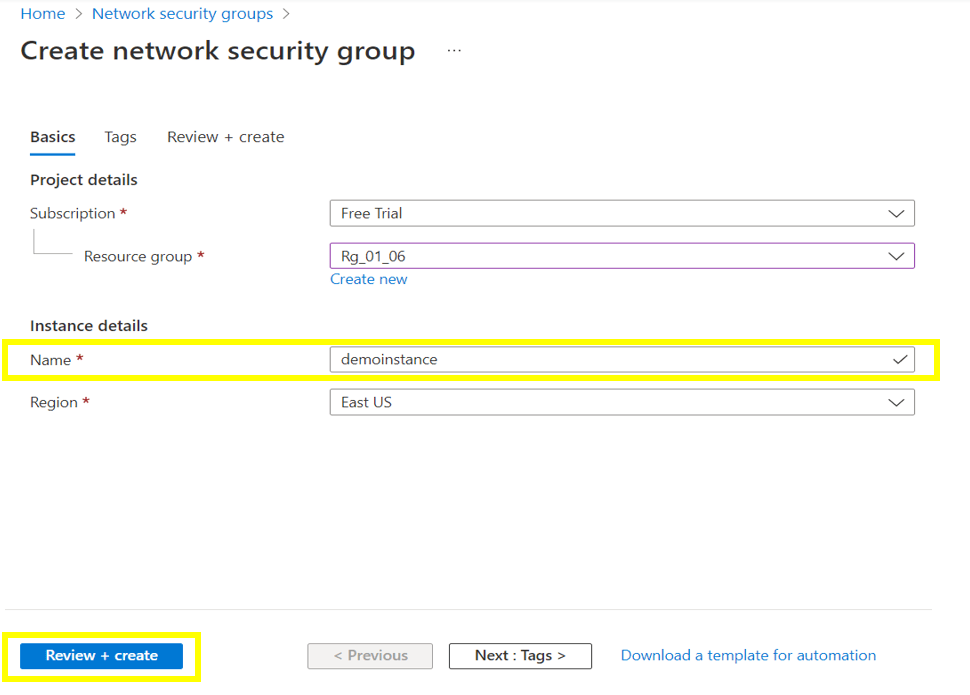 Home > Network security groups >
Create network security group ...
Basics Tags Review + create
Project details
Subscription * Free Trial
Resource group * Rg_01_06
Create new
Instance details
Name * demoinstance
Region * East US
Review + create < Previous Next : Tags > Download a template for automation